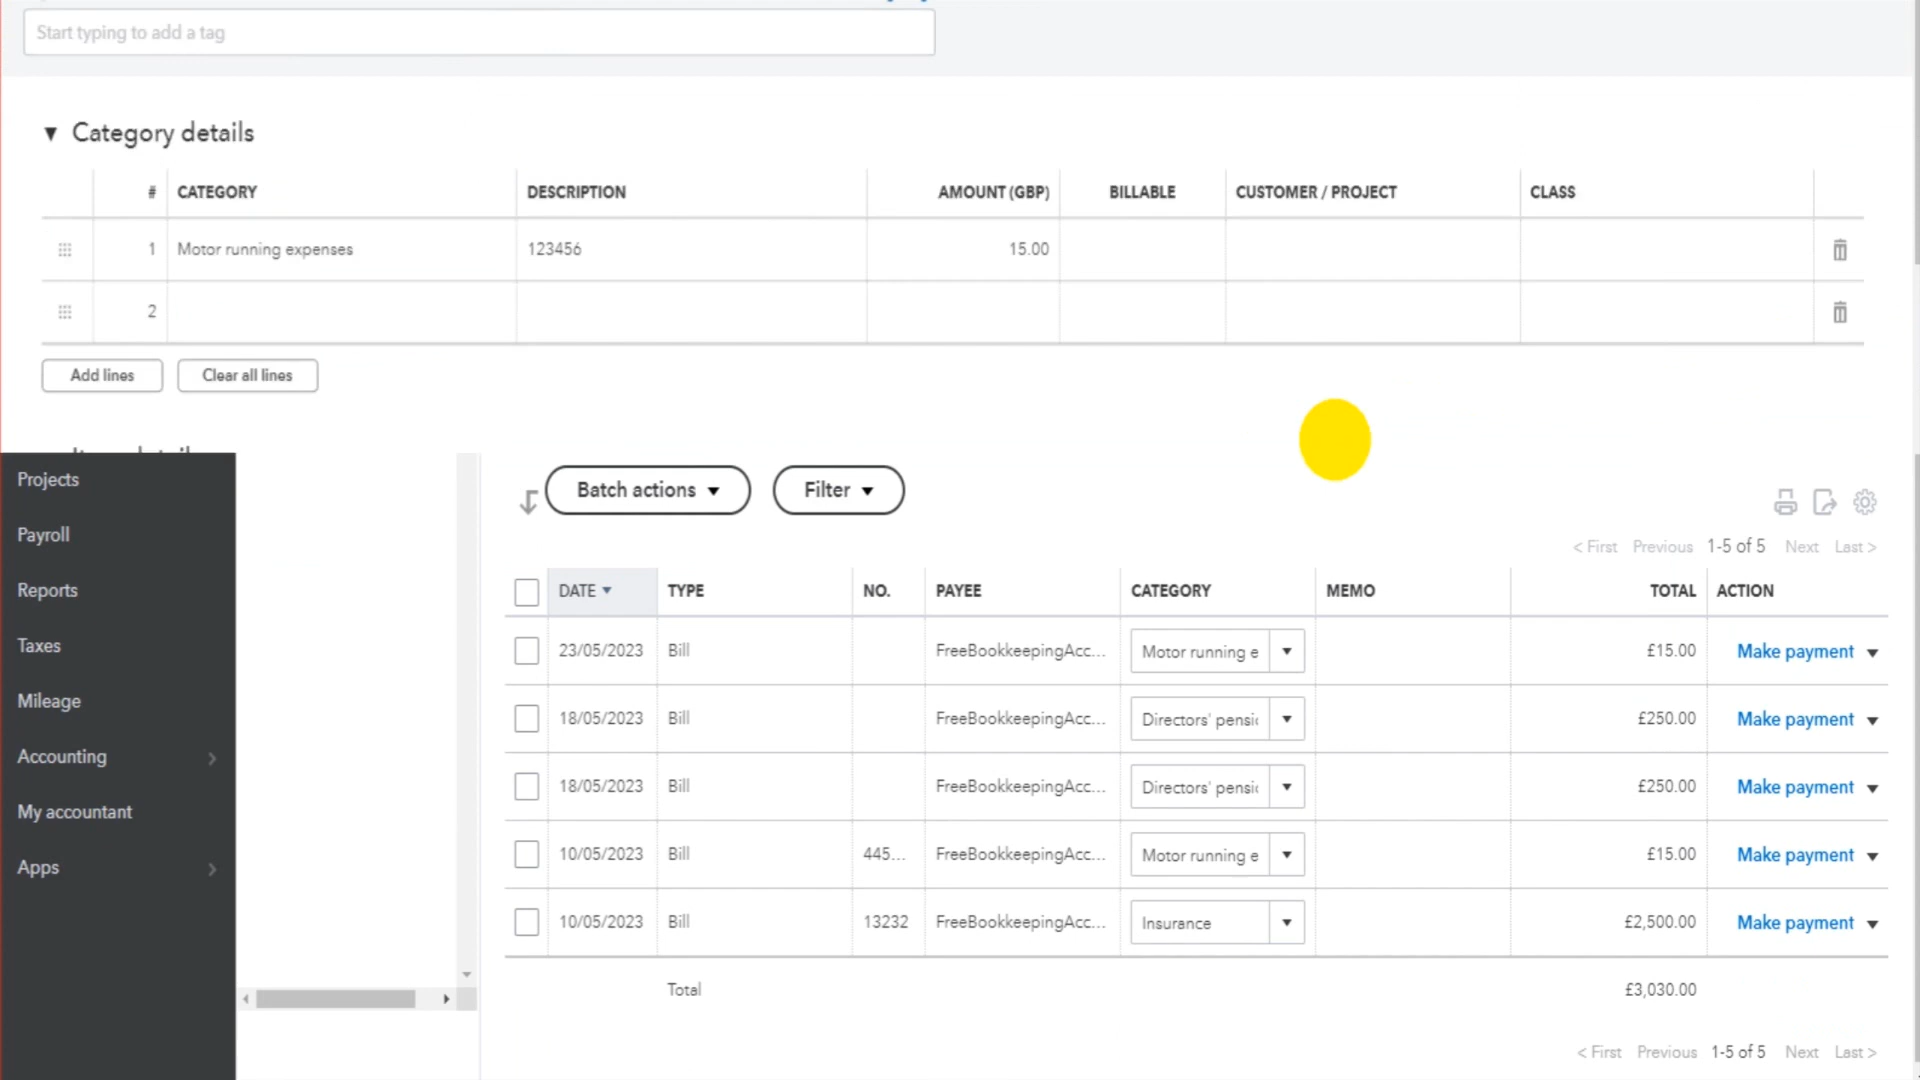 Start typing to add a tag
Category details
# CATEGORY DESCRIPTION AMOUNT (GBP) BILLABLE CUSTOMER / PROJECT CLASS
1 Motor running expenses 123456 15.00
2
Add lines Clear all lines
Projects
Payroll
Reports
Taxes
Mileage
Accounting
My accountant
Apps
Batch actions Filter
< First Previous 1-5 of 5 Next Last >
DATE TYPE NO. PAYEE CATEGORY MEMO TOTAL ACTION
23/05/2023 Bill FreeBookkeepingAcc... Motor running e £15.00 Make payment
18/05/2023 Bill FreeBookkeepingAcc... Directors' pensi £250.00 Make payment
18/05/2023 Bill FreeBookkeepingAcc... Directors' pensi £250.00 Make payment
10/05/2023 Bill 445... FreeBookkeepingAcc... Motor running e £15.00 Make payment
10/05/2023 Bill 13232 FreeBookkeepingAcc... Insurance £2,500.00 Make payment
Total £3,030.00
< First Previous 1-5 of 5 Next Last >